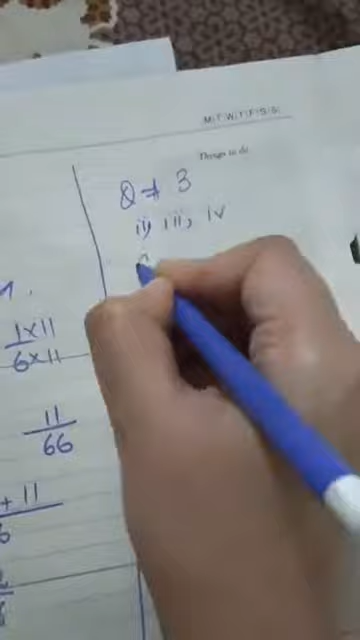 M T W T F S S
Things to do
Q # 3
ii, iii, iv
1×11
6×11
11
66
+ 11